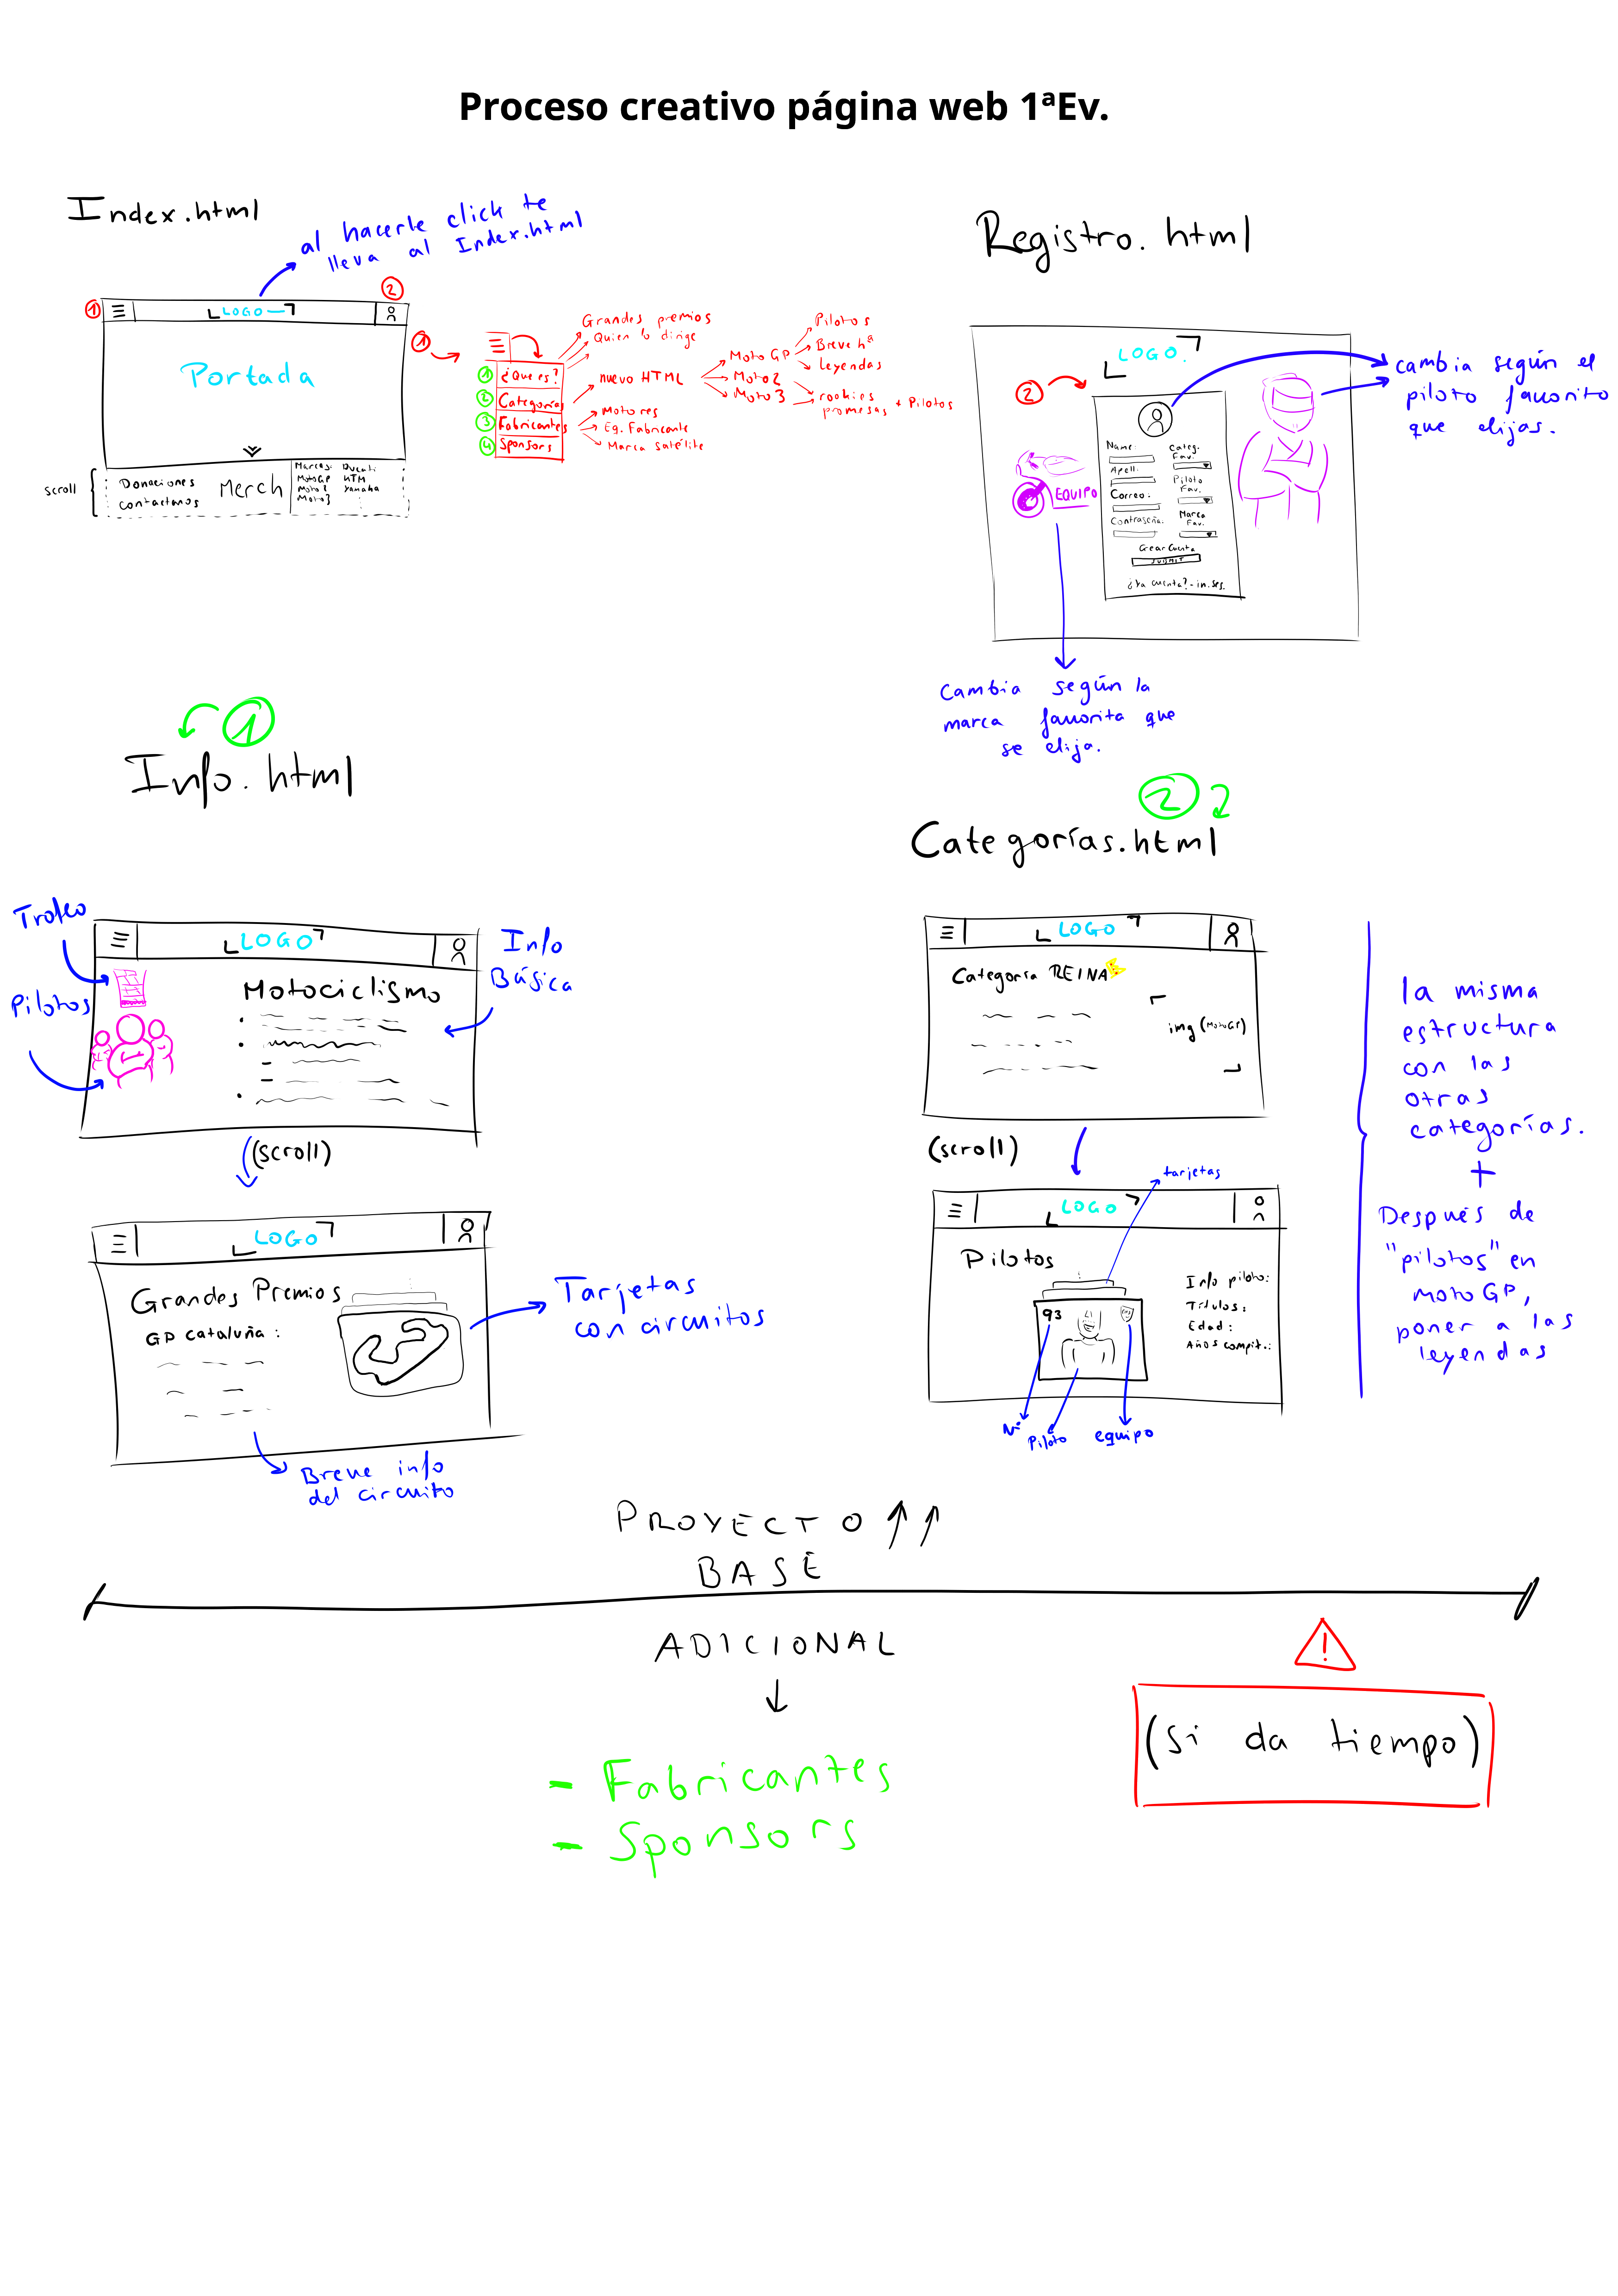 Proceso creativo página web 1ªEv.
Index.html
al hacerle click te
lleva al Index.html
1
2
LOGO
Portada
scroll
Donaciones
contactanos
Merch
Marcas:
MotoGP
Moto2
Moto3
Ducati
KTM
Yamaha
1
1 ¿Que es?
2 Categorías
3 Fabricantes
4 Sponsors
Grandes premios
Quien lo dirige
nuevo HTML
Motores
Eq. Fabricante
Marca satélite
MotoGP
Moto2
Moto3
Pilotos
Breve hª
leyendas
rookies
promesas + Pilotos
Registro.html
LOGO.
2
EQUIPO
Name:
Apell:
Correo:
Contraseña:
Categ.
Fav.
Piloto
Fav.
Marca
Fav.
Crear Cuenta
SUBMIT
¿Ya cuenta? - in. ses.
cambia según el
piloto favorito
que elijas.
Cambia según la
marca favorita que
se elija.
1
Info.html
Trofeo
Pilotos
LOGO
Motociclismo
Info
Básica
(scroll)
LOGO
Grandes Premios
GP Cataluña:
Tarjetas
con circuitos
Breve info
del circuito
2
Categorías.html
LOGO
Categoria REINA
img (MotoGP)
(scroll)
tarjetas
LOGO
Pilotos
93
Info piloto:
Títulos:
Edad:
Años compit.:
Nº
Piloto
equipo
la misma
estructura
con las
otras
categorías.
+
Después de
"pilotos" en
motoGP,
poner a las
leyendas
PROYECTO
BASE
ADICIONAL
- Fabricantes
- Sponsors
!
(si da tiempo)